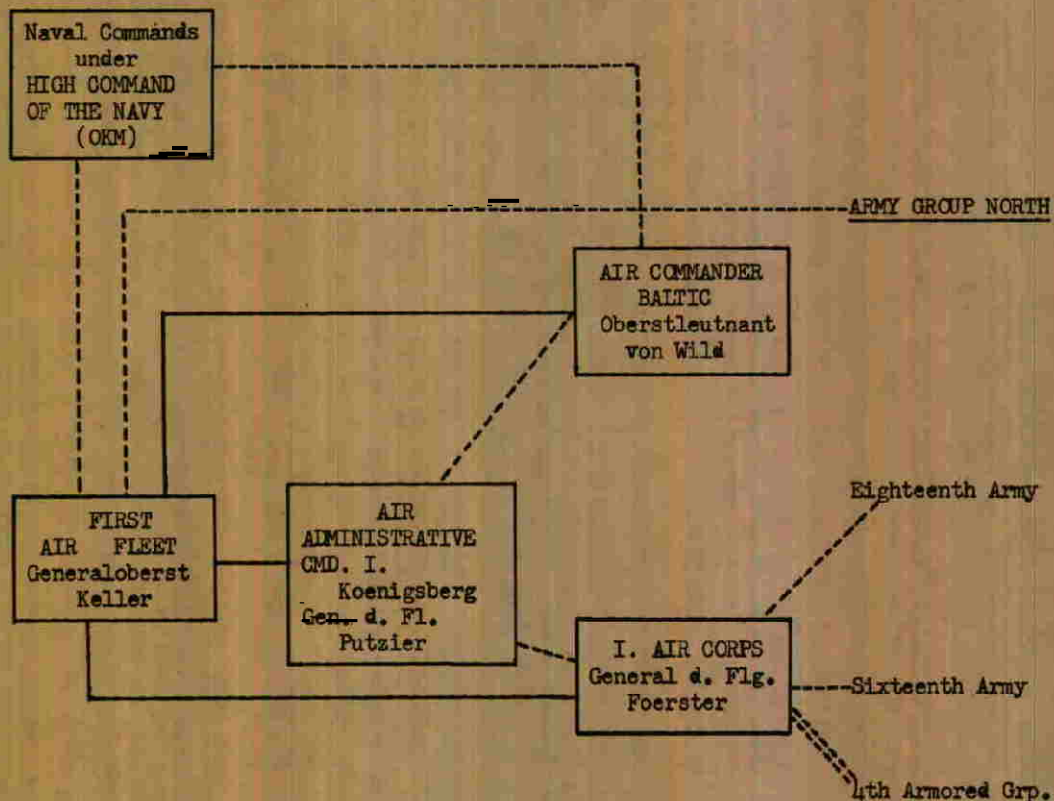 Naval Commands
under
HIGH COMMAND
OF THE NAVY
(OKM)
ARMY GROUP NORTH
AIR COMMANDER
BALTIC
Oberstleutnant
von Wild
FIRST
AIR FLEET
Generaloberst
Keller
AIR
ADMINISTRATIVE
CMD. I.
Koenigsberg
Gen. d. Fl.
Putzier
I. AIR CORPS
General d. Flg.
Foerster
Eighteenth Army
Sixteenth Army
4th Armored Grp.